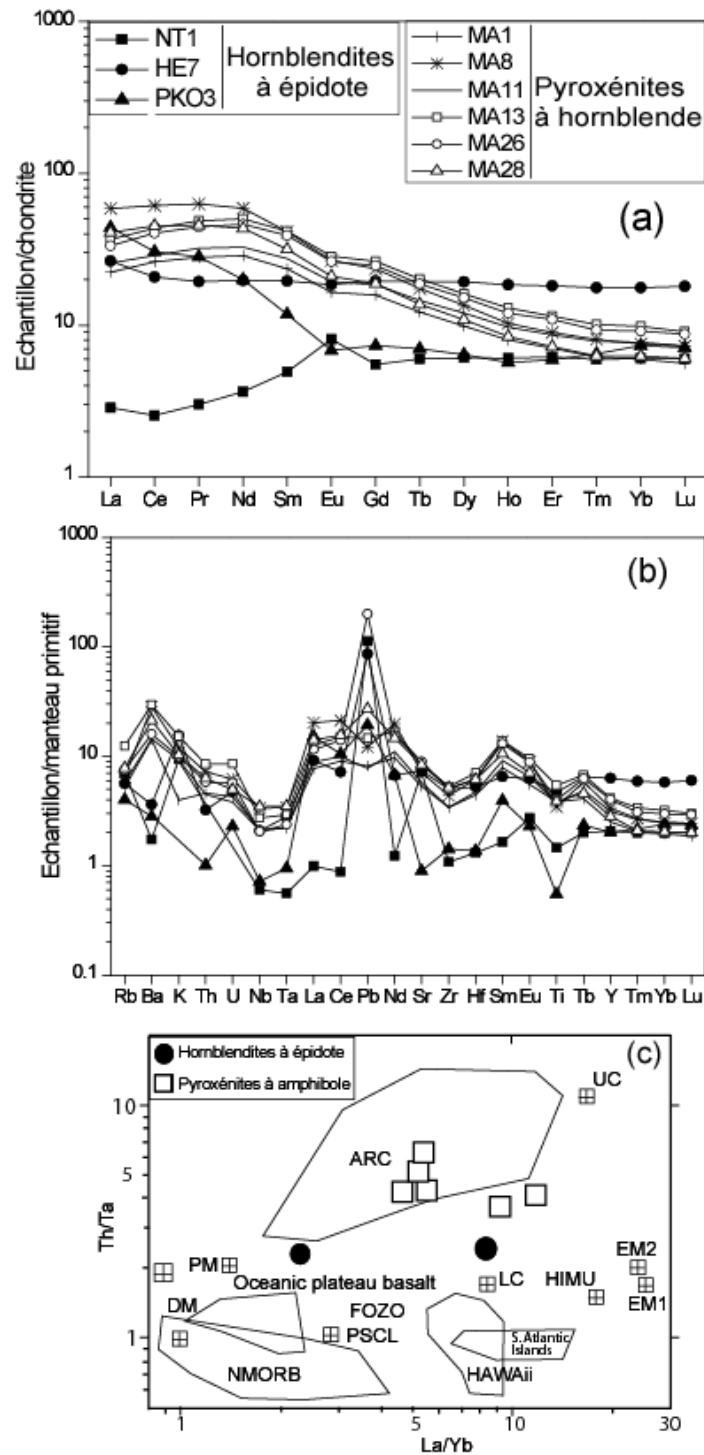 1000
100
10
1
Echantillon/chondrite
NT1
HE7
PKO3
Hornblendites
à épidote
MA1
MA8
MA11
MA13
MA26
MA28
Pyroxénites
à hornblende
(a)
La Ce Pr Nd Sm Eu Gd Tb Dy Ho Er Tm Yb Lu
1000
100
10
1
0.1
Echantillon/manteau primitif
(b)
Rb Ba K Th U Nb Ta La Ce Pb Nd Sr Zr Hf Sm Eu Ti Tb Y Tm Yb Lu
Hornblendites à épidote
Pyroxénites à amphibole
(c)
UC
10
10
ARC
5
5
Th/Ta
PM
EM2
Oceanic plateau basalt
LC
HIMU
EM1
DM
FOZO
PSCL
1
1
S.Atlantic
Islands
NMORB
HAWAii
1 5 10 30
La/Yb